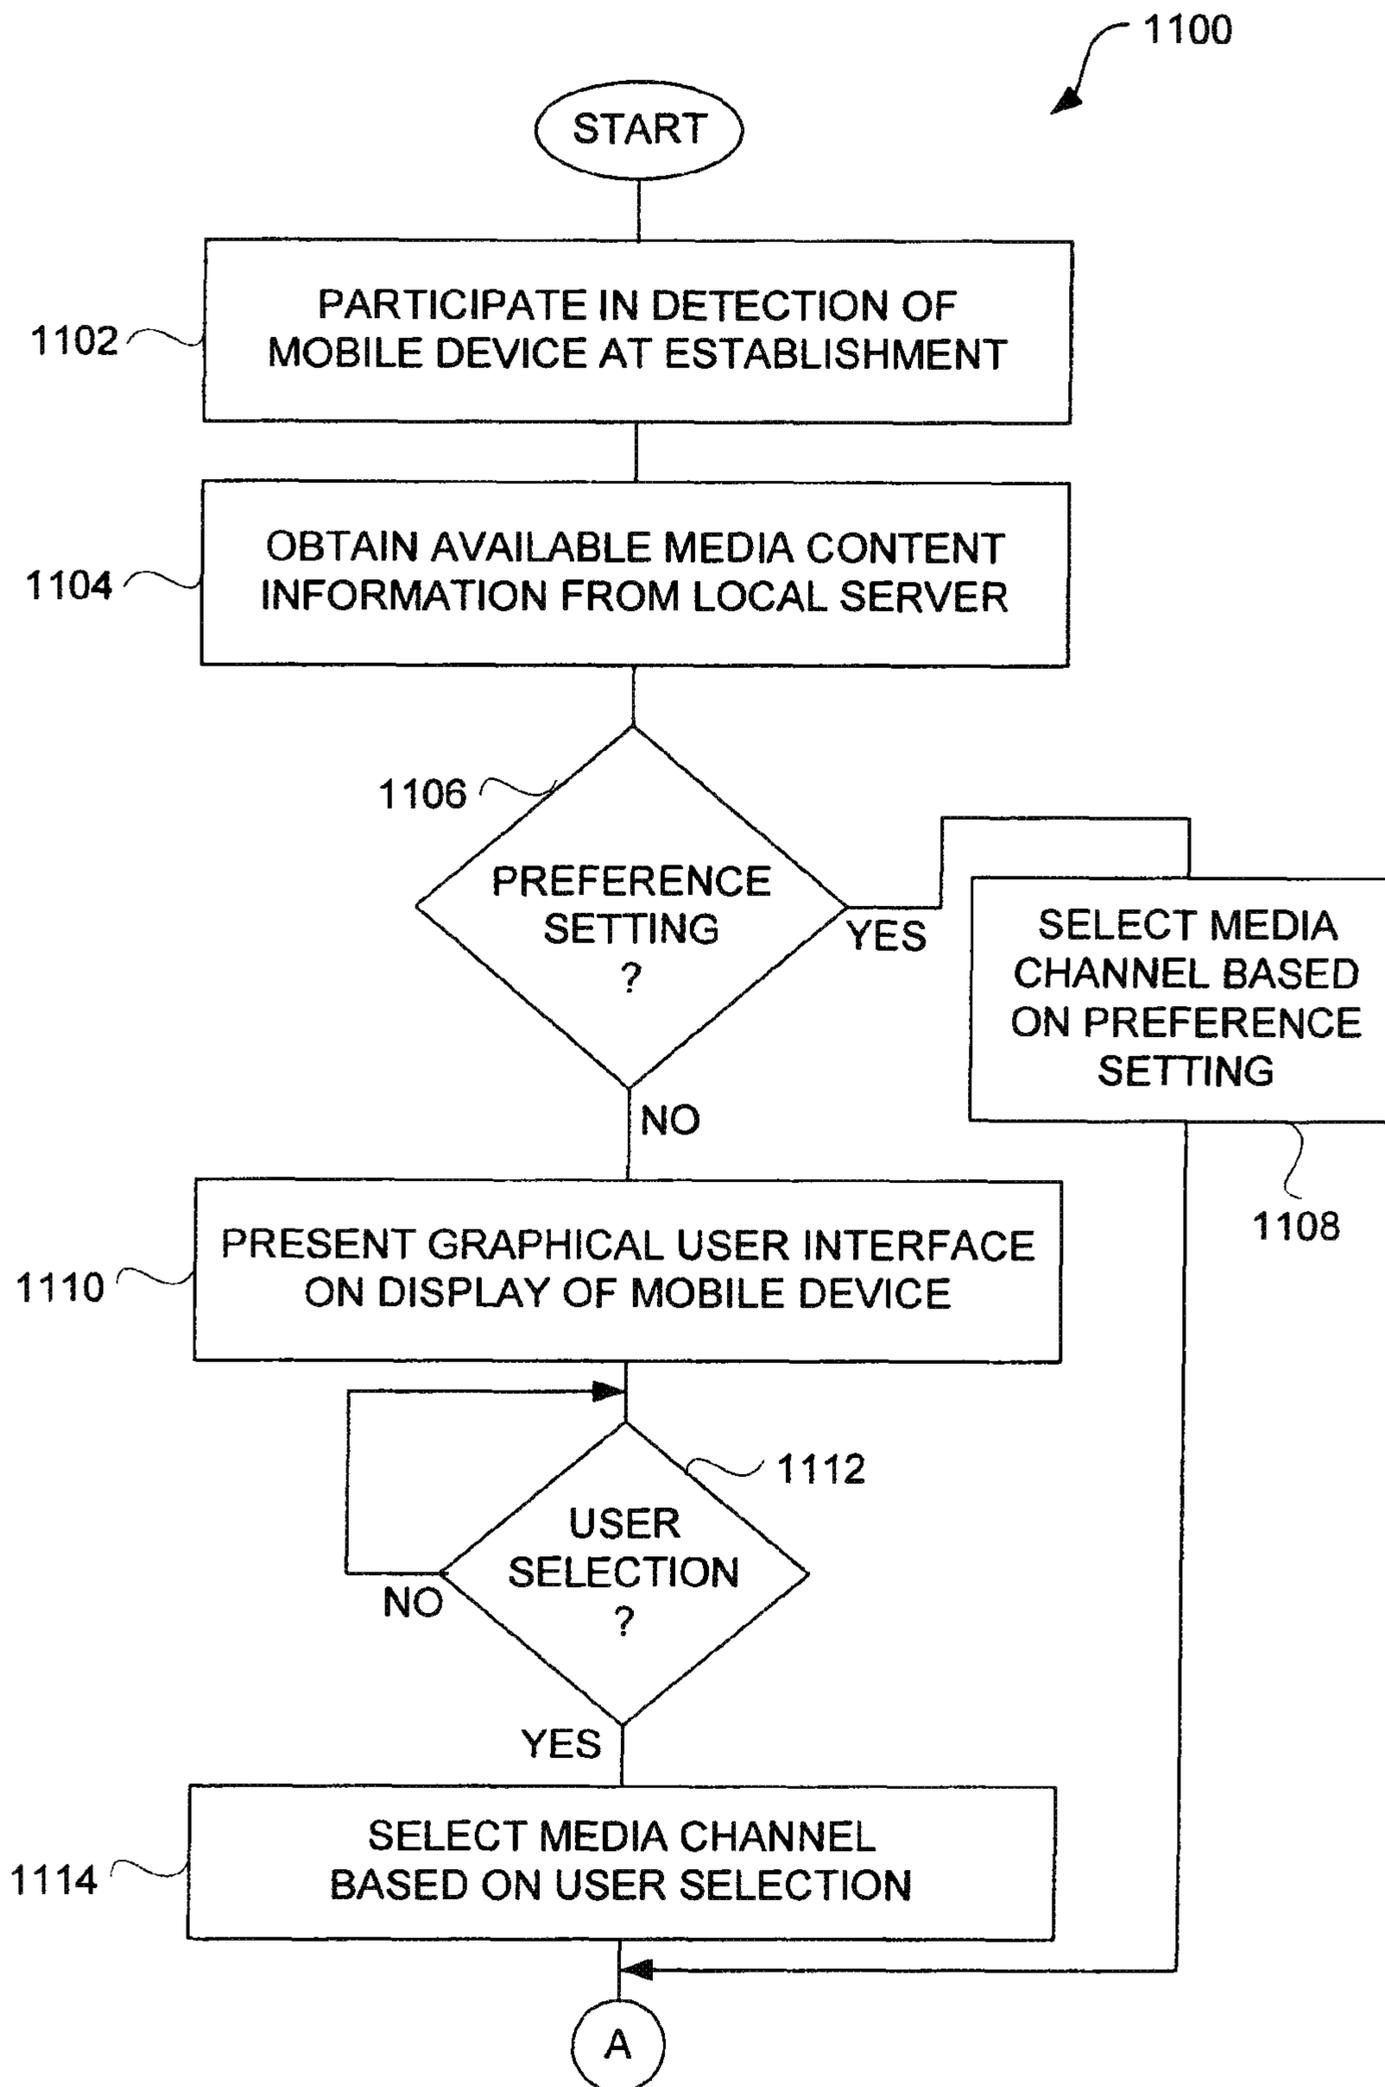 1100
START
PARTICIPATE IN DETECTION OF
MOBILE DEVICE AT ESTABLISHMENT
1102
OBTAIN AVAILABLE MEDIA CONTENT
INFORMATION FROM LOCAL SERVER
1104
1106
PREFERENCE
SETTING
?
YES
SELECT MEDIA
CHANNEL BASED
ON PREFERENCE
SETTING
1108
NO
PRESENT GRAPHICAL USER INTERFACE
ON DISPLAY OF MOBILE DEVICE
1110
1112
USER
SELECTION
?
NO
YES
SELECT MEDIA CHANNEL
BASED ON USER SELECTION
1114
A